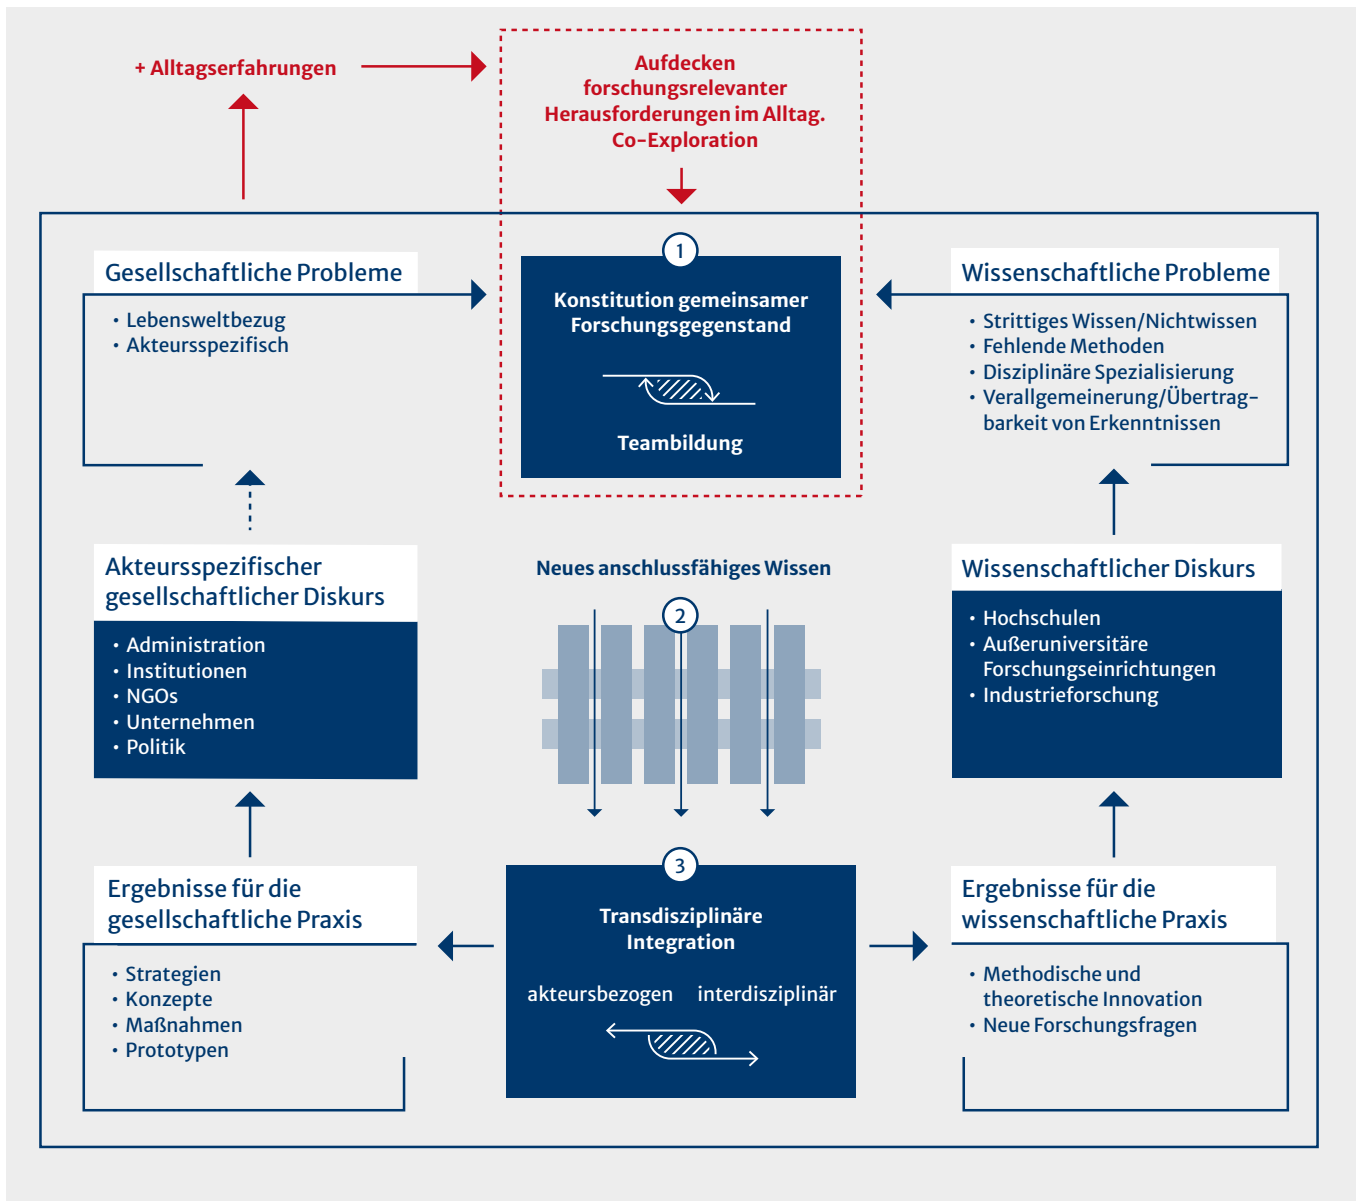 + Alltagserfahrungen
Aufdecken
forschungsrelevanter
Herausforderungen im Alltag.
Co-Exploration
Gesellschaftliche Probleme
• Lebensweltbezug
• Akteursspezifisch
1
Konstitution gemeinsamer
Forschungsgegenstand
Teambildung
Wissenschaftliche Probleme
• Strittiges Wissen/Nichtwissen
• Fehlende Methoden
• Disziplinäre Spezialisierung
• Verallgemeinerung/Übertrag-
barkeit von Erkenntnissen
Akteursspezifischer
gesellschaftlicher Diskurs
• Administration
• Institutionen
• NGOs
• Unternehmen
• Politik
Neues anschlussfähiges Wissen
2
Wissenschaftlicher Diskurs
• Hochschulen
• Außeruniversitäre
Forschungseinrichtungen
• Industrieforschung
Ergebnisse für die
gesellschaftliche Praxis
• Strategien
• Konzepte
• Maßnahmen
• Prototypen
3
Transdisziplinäre
Integration
akteursbezogen interdisziplinär
Ergebnisse für die
wissenschaftliche Praxis
• Methodische und
theoretische Innovation
• Neue Forschungsfragen